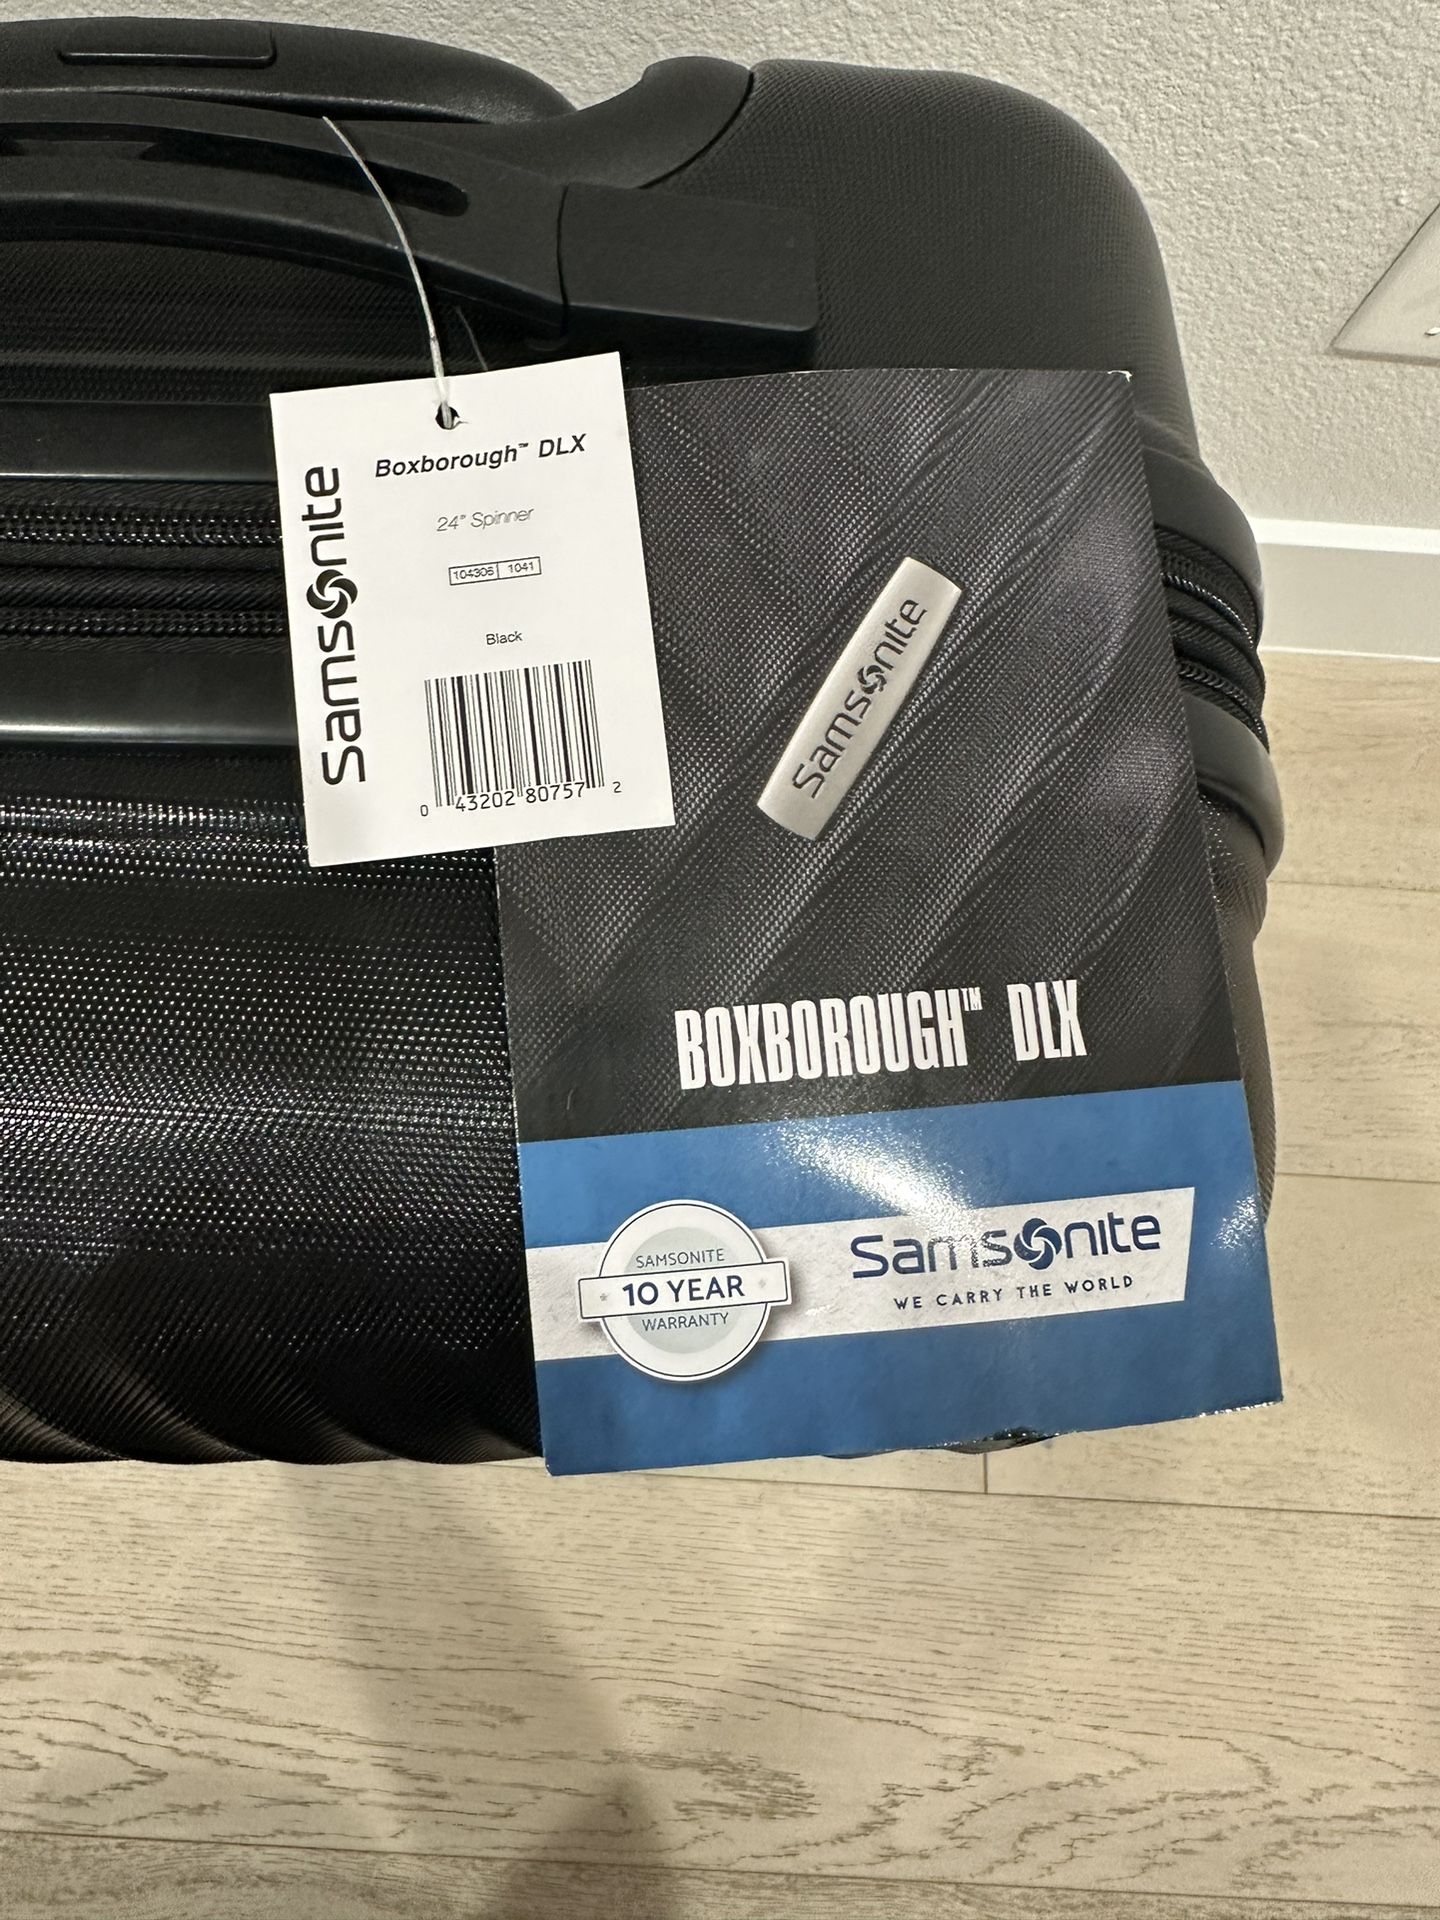 Samsonite
Boxborough™ DLX
24" Spinner
104306 1041
Black
0 43202 80757 2
Samsonite
BOXBOROUGH™ DLX
SAMSONITE
10 YEAR
WARRANTY
Samsonite
WE CARRY THE WORLD